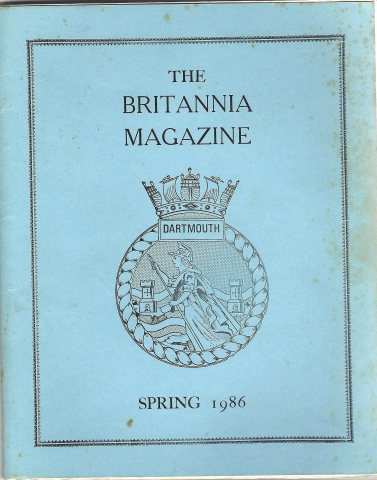 THE
BRITANNIA
MAGAZINE
DARTMOUTH
SPRING 1986